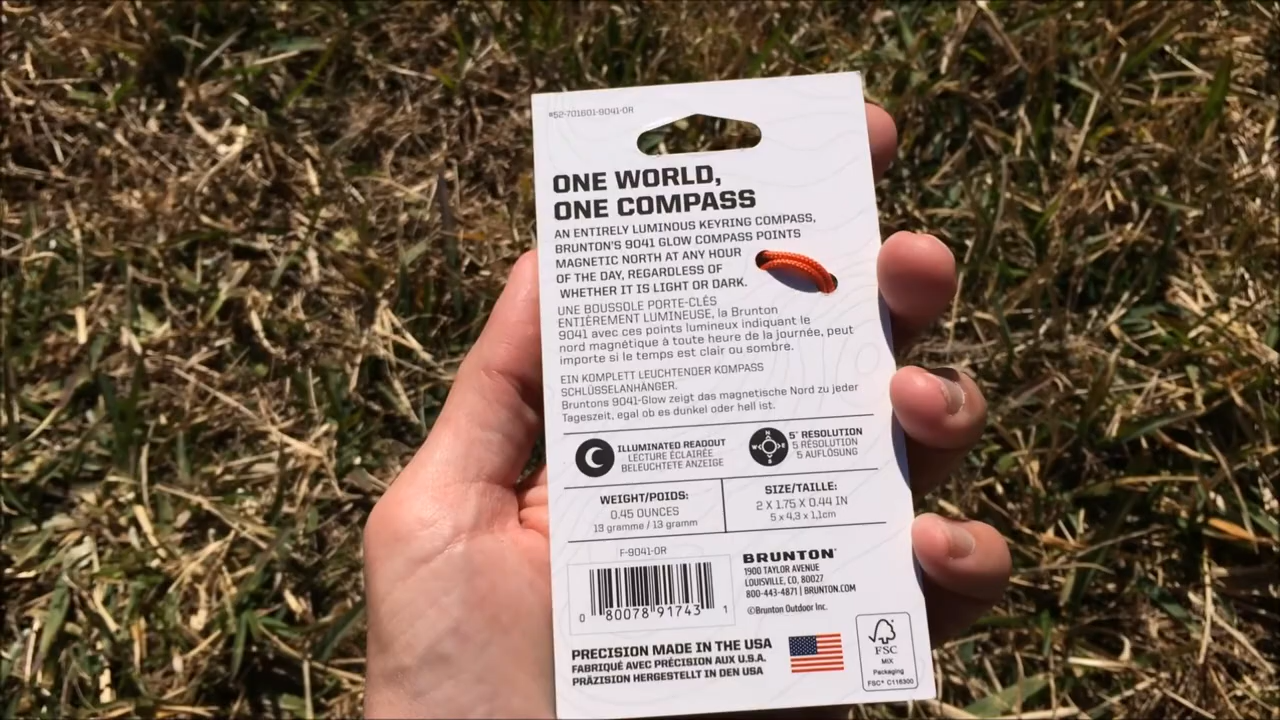 #52-701801-9041-OR
ONE WORLD,
ONE COMPASS
AN ENTIRELY LUMINOUS KEYRING COMPASS,
BRUNTON'S 9041 GLOW COMPASS POINTS
MAGNETIC NORTH AT ANY HOUR
OF THE DAY, REGARDLESS OF
WHETHER IT IS LIGHT OR DARK.
UNE BOUSSOLE PORTE-CLÉS
ENTIÈREMENT LUMINEUSE, la Brunton
9041 avec ces points lumineux indiquant le
nord magnétique à toute heure de la journée, peut
importe si le temps est clair ou sombre.
EIN KOMPLETT LEUCHTENDER KOMPASS
SCHLÜSSELANHÄNGER.
Bruntons 9041-Glow zeigt das magnetische Nord zu jeder
Tageszeit, egal ob es dunkel oder hell ist.
ILLUMINATED READOUT
LECTURE ÉCLAIRÉE
BELEUCHTETE ANZEIGE
N
W E
S
5° RESOLUTION
5 RÉSOLUTION
5 AUFLÖSUNG
WEIGHT/POIDS:
0.45 OUNCES
13 gramme / 13 gramm
SIZE/TAILLE:
2 X 1.75 X 0.44 IN
5 x 4,3 x 1,1cm
F-9041-OR
0 80078 91743 1
BRUNTON®
1900 TAYLOR AVENUE
LOUISVILLE, CO, 80027
800-443-4871 | BRUNTON.COM
©Brunton Outdoor Inc.
PRECISION MADE IN THE USA
FABRIQUÉ AVEC PRÉCISION AUX U.S.A.
PRÄZISION HERGESTELLT IN DEN USA
FSC
MIX
Packaging
FSC® C116300